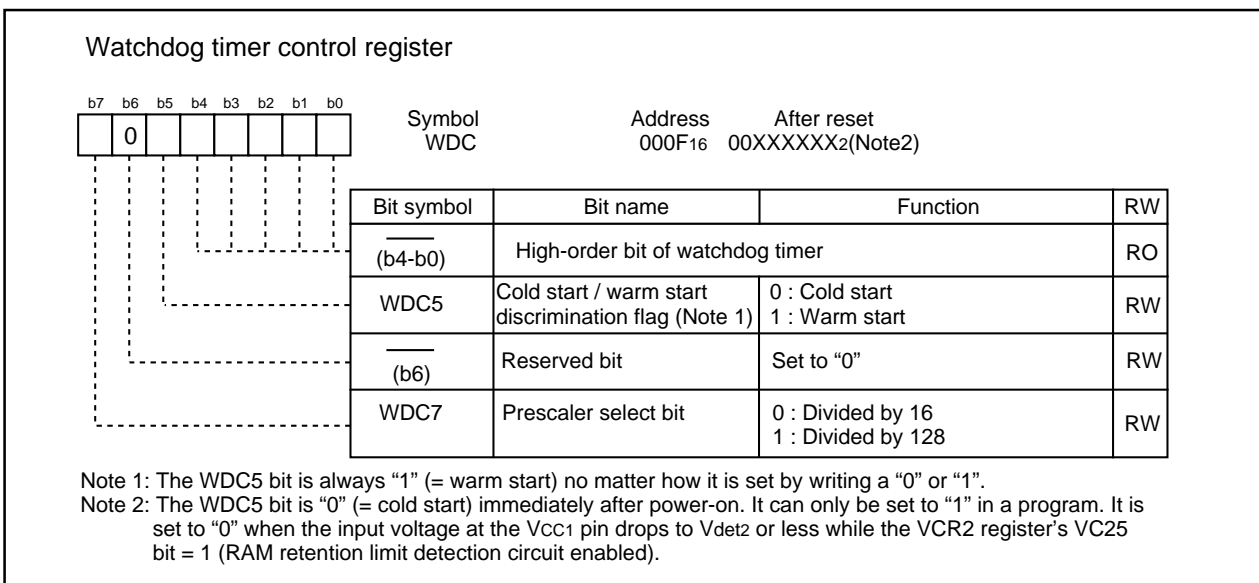 Watchdog timer control register
b7 b6 b5 b4 b3 b2 b1 b0
Symbol Address After reset
0
WDC 000F16 00XXXXXX2(Note2)
Bit symbol Bit name Function RW
(b4-b0) High-order bit of watchdog timer RO
WDC5 Cold start / warm start discrimination flag (Note 1) 0 : Cold start 1 : Warm start RW
(b6) Reserved bit Set to “0” RW
WDC7 Prescaler select bit 0 : Divided by 16 1 : Divided by 128 RW
Note 1: The WDC5 bit is always “1” (= warm start) no matter how it is set by writing a “0” or “1”.
Note 2: The WDC5 bit is “0” (= cold start) immediately after power-on. It can only be set to “1” in a program. It is
set to “0” when the input voltage at the VCC1 pin drops to Vdet2 or less while the VCR2 register's VC25
bit = 1 (RAM retention limit detection circuit enabled).